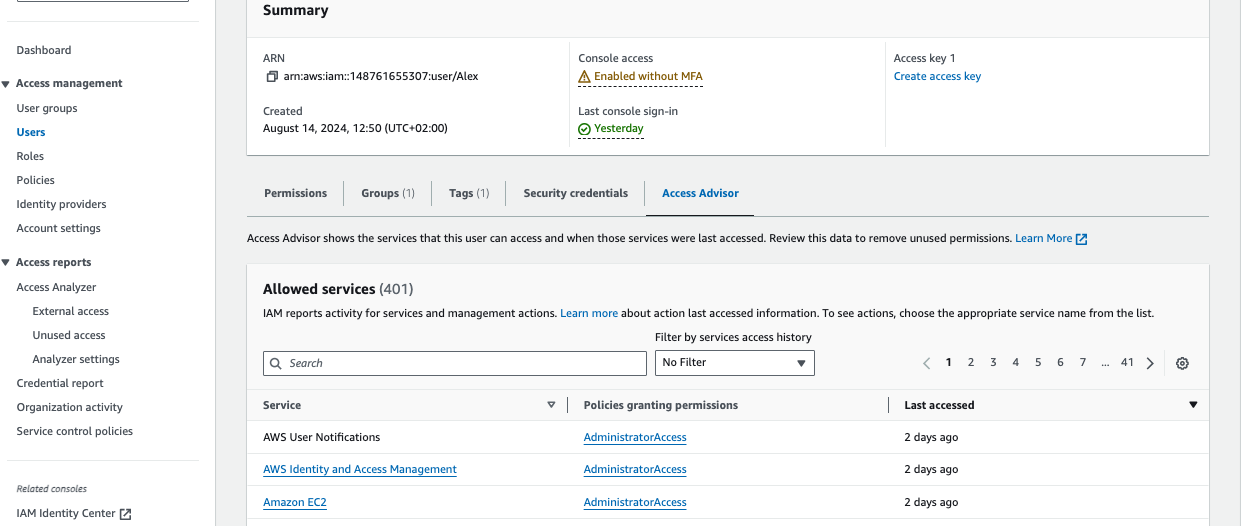 Summary
Dashboard
Access management
User groups
Users
Roles
Policies
Identity providers
Account settings
Access reports
Access Analyzer
External access
Unused access
Analyzer settings
Credential report
Organization activity
Service control policies
Related consoles
IAM Identity Center
ARN
arn:aws:iam::148761655307:user/Alex
Created
August 14, 2024, 12:50 (UTC+02:00)
Console access
Enabled without MFA
Last console sign-in
Yesterday
Access key 1
Create access key
Permissions Groups (1) Tags (1) Security credentials Access Advisor
Access Advisor shows the services that this user can access and when those services were last accessed. Review this data to remove unused permissions. Learn More
Allowed services (401)
IAM reports activity for services and management actions. Learn more about action last accessed information. To see actions, choose the appropriate service name from the list.
Filter by services access history
Search No Filter 1 2 3 4 5 6 7 ... 41
Service Policies granting permissions Last accessed
AWS User Notifications AdministratorAccess 2 days ago
AWS Identity and Access Management AdministratorAccess 2 days ago
Amazon EC2 AdministratorAccess 2 days ago